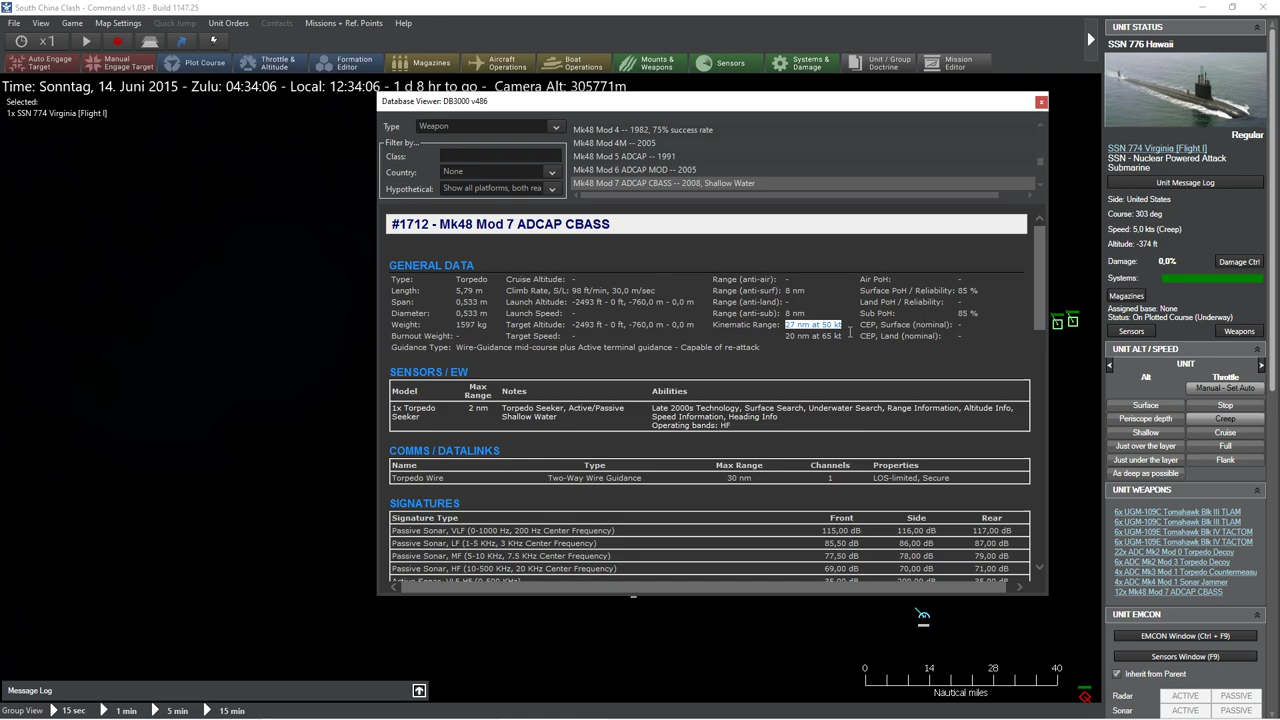 South China Clash - Command v1.03 - Build 1147.25
File View Game Map Settings Quick Jump Unit Orders Contacts Missions + Ref. Points Help
x1
Auto Engage Target
Manual Engage Target
Plot Course
Throttle & Altitude
Formation Editor
Magazines
Aircraft Operations
Boat Operations
Mounts & Weapons
Sensors
Systems & Damage
Unit / Group Doctrine
Mission Editor
Time: Sonntag, 14. Juni 2015 - Zulu: 04:34:06 - Local: 12:34:06 - 1 d 8 hr to go - Camera Alt: 305771m
Selected:
1x SSN 774 Virginia [Flight I]
Database Viewer: DB3000 v486
Type Weapon
Filter by...
Class:
Country: None
Hypothetical: Show all platforms, both rea
Mk48 Mod 4 -- 1982, 75% success rate
Mk48 Mod 4M -- 2005
Mk48 Mod 5 ADCAP -- 1991
Mk48 Mod 6 ADCAP MOD -- 2005
Mk48 Mod 7 ADCAP CBASS -- 2008, Shallow Water
#1712 - Mk48 Mod 7 ADCAP CBASS
GENERAL DATA
Type: Torpedo Cruise Altitude: - Range (anti-air): - Air PoH: -
Length: 5,79 m Climb Rate, S/L: 98 ft/min, 30,0 m/sec Range (anti-surf): 8 nm Surface PoH / Reliability: 85 %
Span: 0,533 m Launch Altitude: -2493 ft - 0 ft, -760,0 m - 0,0 m Range (anti-land): - Land PoH / Reliability: -
Diameter: 0,533 m Launch Speed: - Range (anti-sub): 8 nm Sub PoH: 85 %
Weight: 1597 kg Target Altitude: -2493 ft - 0 ft, -760,0 m - 0,0 m Kinematic Range: 27 nm at 50 kt CEP, Surface (nominal): -
Burnout Weight: - Target Speed: - 20 nm at 65 kt CEP, Land (nominal): -
Guidance Type: Wire-Guidance mid-course plus Active terminal guidance - Capable of re-attack
SENSORS / EW
Model Max Range Notes Abilities
1x Torpedo Seeker 2 nm Torpedo Seeker, Active/Passive Shallow Water Late 2000s Technology, Surface Search, Underwater Search, Range Information, Altitude Info,
Speed Information, Heading Info
Operating bands: HF
COMMS / DATALINKS
Name Type Max Range Channels Properties
Torpedo Wire Two-Way Wire Guidance 30 nm 1 LOS-limited, Secure
SIGNATURES
Signature Type Front Side Rear
Passive Sonar, VLF (0-1000 Hz, 200 Hz Center Frequency) 115,00 dB 116,00 dB 117,00 dB
Passive Sonar, LF (1-5 KHz, 3 KHz Center Frequency) 85,50 dB 86,00 dB 87,00 dB
Passive Sonar, MF (5-10 KHz, 7.5 KHz Center Frequency) 77,50 dB 78,00 dB 79,00 dB
Passive Sonar, HF (10-500 KHz, 20 KHz Center Frequency) 69,00 dB 70,00 dB 71,00 dB
UNIT STATUS
SSN 776 Hawaii
Regular
SSN 774 Virginia [Flight I]
SSN - Nuclear Powered Attack
Submarine
Unit Message Log
Side: United States
Course: 303 deg
Speed: 5,0 kts (Creep)
Altitude: -374 ft
Damage: 0,0% Damage Ctrl
Systems:
Magazines
Assigned base: None
Status: On Plotted Course (Underway)
Sensors Weapons
UNIT ALT / SPEED
UNIT
Alt Throttle
Manual - Set Auto
Surface Stop
Periscope depth Creep
Shallow Cruise
Just over the layer Full
Just under the layer Flank
As deep as possible
UNIT WEAPONS
6x UGM-109C Tomahawk Blk III TLAM
6x UGM-109C Tomahawk Blk III TLAM
6x UGM-109E Tomahawk Blk IV TACTOM
6x UGM-109E Tomahawk Blk IV TACTOM
22x ADC Mk2 Mod 0 Torpedo Decoy
6x ADC Mk2 Mod 3 Torpedo Decoy
4x ADC Mk3 Mod 1 Torpedo Countermeasu
4x ADC Mk4 Mod 1 Sonar Jammer
12x Mk48 Mod 7 ADCAP CBASS
UNIT EMCON
EMCON Window (Ctrl + F9)
Sensors Window (F9)
Inherit from Parent
Radar ACTIVE PASSIVE
Sonar ACTIVE PASSIVE
0 14 28 40
Nautical miles
Message Log
Group View 15 sec 1 min 5 min 15 min